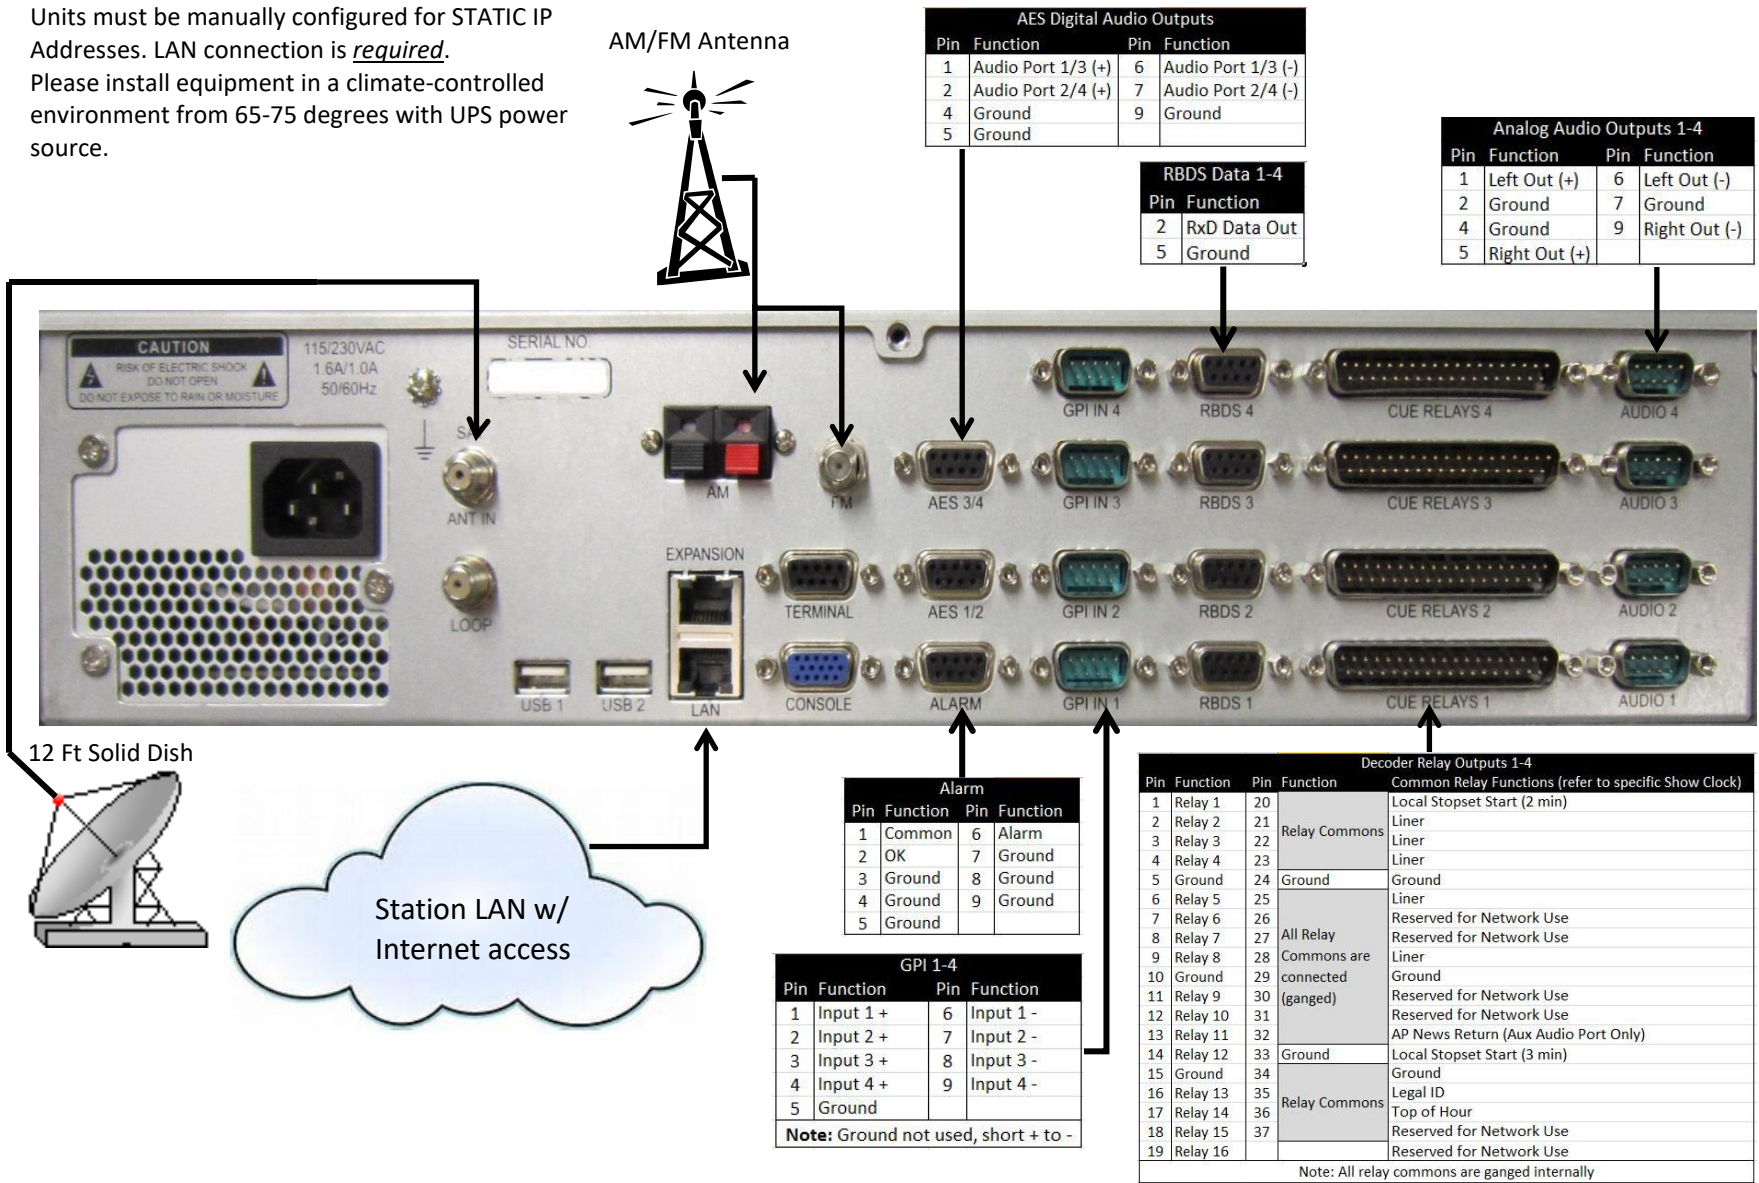 Units must be manually configured for STATIC IP
Addresses. LAN connection is required.
Please install equipment in a climate-controlled
environment from 65-75 degrees with UPS power
source.
AM/FM Antenna
AES Digital Audio Outputs
Pin Function Pin Function
1 Audio Port 1/3 (+) 6 Audio Port 1/3 (-)
2 Audio Port 2/4 (+) 7 Audio Port 2/4 (-)
4 Ground 9 Ground
5 Ground
RBDS Data 1-4
Pin Function
2 RxD Data Out
5 Ground
Analog Audio Outputs 1-4
Pin Function Pin Function
1 Left Out (+) 6 Left Out (-)
2 Ground 7 Ground
4 Ground 9 Right Out (-)
5 Right Out (+)
CAUTION
RISK OF ELECTRIC SHOCK
DO NOT OPEN
DO NOT EXPOSE TO RAIN OR MOISTURE
115/230VAC
1.6A/1.0A
50/60Hz
SERIAL NO.
GPI IN 4 RBDS 4 CUE RELAYS 4 AUDIO 4
ANT IN
AM
FM
AES 3/4 GPI IN 3 RBDS 3 CUE RELAYS 3 AUDIO 3
EXPANSION
LOOP
TERMINAL AES 1/2 GPI IN 2 RBDS 2 CUE RELAYS 2 AUDIO 2
USB 1 USB 2 LAN CONSOLE ALARM GPI IN 1 RBDS 1 CUE RELAYS 1 AUDIO 1
12 Ft Solid Dish
Station LAN w/
Internet access
Alarm
Pin Function Pin Function
1 Common 6 Alarm
2 OK 7 Ground
3 Ground 8 Ground
4 Ground 9 Ground
5 Ground
GPI 1-4
Pin Function Pin Function
1 Input 1 + 6 Input 1 -
2 Input 2 + 7 Input 2 -
3 Input 3 + 8 Input 3 -
4 Input 4 + 9 Input 4 -
5 Ground
Note: Ground not used, short + to -
Decoder Relay Outputs 1-4
Pin Function Pin Function Common Relay Functions (refer to specific Show Clock)
1 Relay 1 20 Local Stopset Start (2 min)
2 Relay 2 21 Relay Commons Liner
3 Relay 3 22 Liner
4 Relay 4 23 Liner
5 Ground 24 Ground Ground
6 Relay 5 25 Liner
7 Relay 6 26 Reserved for Network Use
8 Relay 7 27 All Relay Reserved for Network Use
9 Relay 8 28 Commons are Liner
10 Ground 29 connected Ground
11 Relay 9 30 (ganged) Reserved for Network Use
12 Relay 10 31 Reserved for Network Use
13 Relay 11 32 AP News Return (Aux Audio Port Only)
14 Relay 12 33 Ground Local Stopset Start (3 min)
15 Ground 34 Ground
16 Relay 13 35 Relay Commons Legal ID
17 Relay 14 36 Top of Hour
18 Relay 15 37 Reserved for Network Use
19 Relay 16 Reserved for Network Use
Note: All relay commons are ganged internally